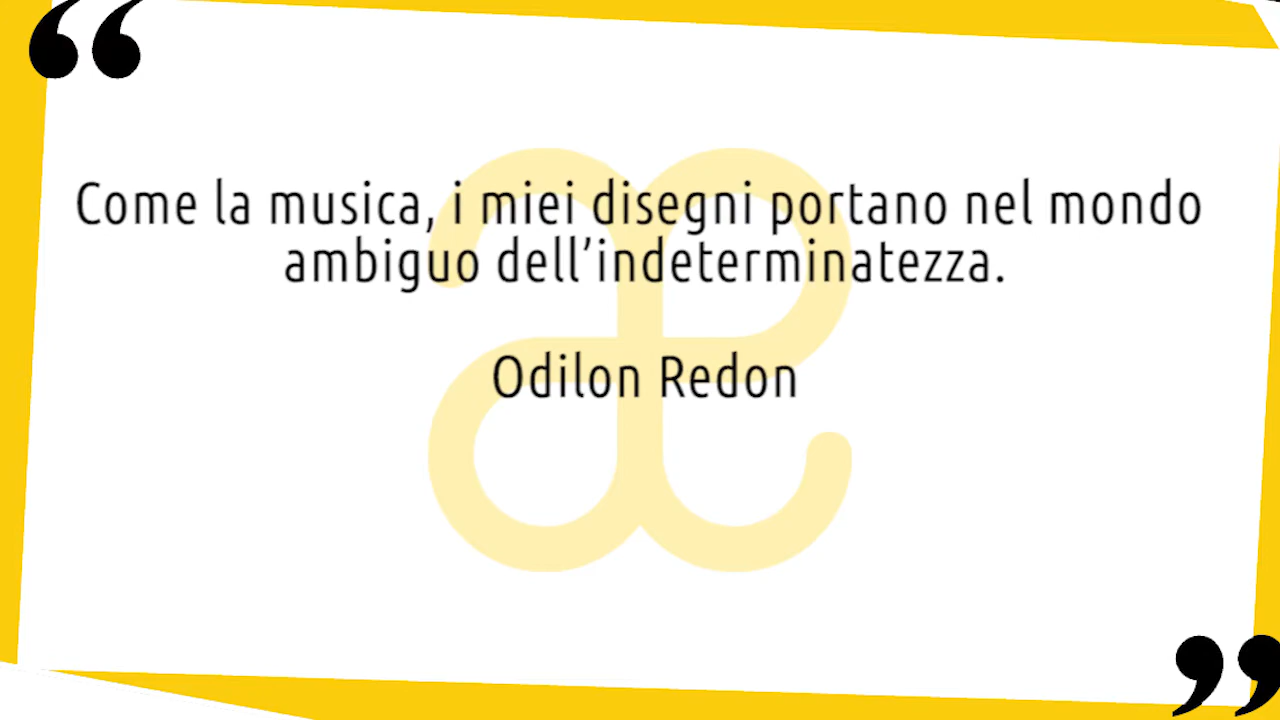 Come la musica, i miei disegni portano nel mondo
ambiguo dell’indeterminatezza.
Odilon Redon